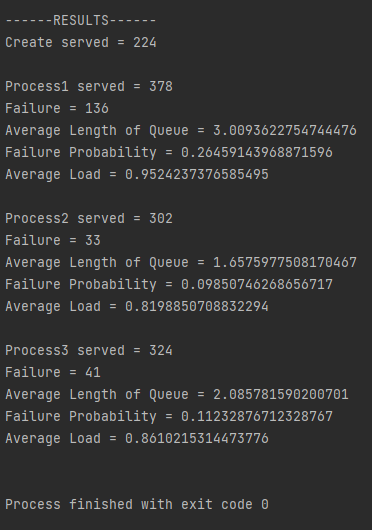 ------RESULTS------
Create served = 224
Process1 served = 378
Failure = 136
Average Length of Queue = 3.0093622754744476
Failure Probability = 0.26459143968871596
Average Load = 0.9524237376585495
Process2 served = 302
Failure = 33
Average Length of Queue = 1.6575977508170467
Failure Probability = 0.09850746268656717
Average Load = 0.8198850708832294
Process3 served = 324
Failure = 41
Average Length of Queue = 2.085781590200701
Failure Probability = 0.11232876712328767
Average Load = 0.8610215314473776
Process finished with exit code 0